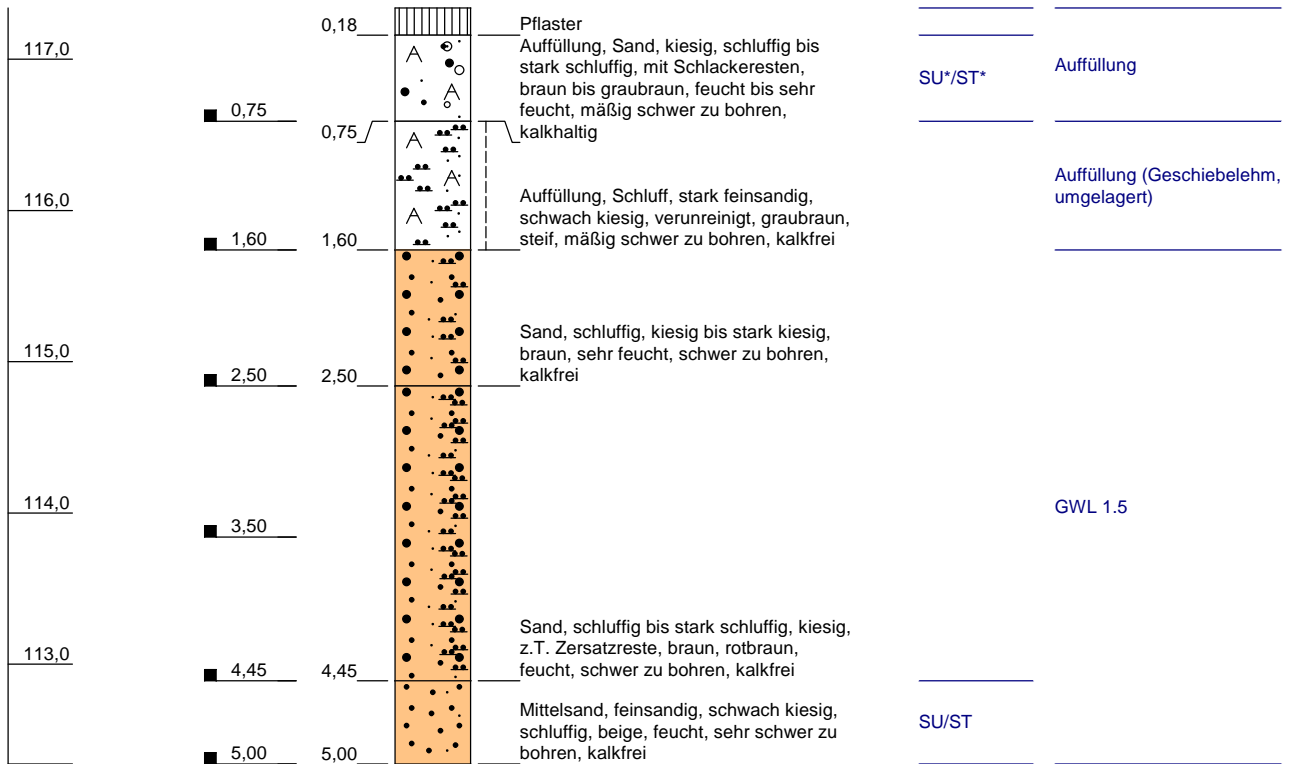 0,18
Pflaster
117,0
Auffüllung, Sand, kiesig, schluffig bis
stark schluffig, mit Schlackeresten,
braun bis graubraun, feucht bis sehr
feucht, mäßig schwer zu bohren,
kalkhaltig
SU*/ST*
Auffüllung
0,75
0,75
116,0
Auffüllung, Schluff, stark feinsandig,
schwach kiesig, verunreinigt, graubraun,
steif, mäßig schwer zu bohren, kalkfrei
Auffüllung (Geschiebelehm,
umgelagert)
1,60
1,60
115,0
Sand, schluffig, kiesig bis stark kiesig,
braun, sehr feucht, schwer zu bohren,
kalkfrei
2,50
2,50
114,0
3,50
GWL 1.5
113,0
Sand, schluffig bis stark schluffig, kiesig,
z.T. Zersatzreste, braun, rotbraun,
feucht, schwer zu bohren, kalkfrei
4,45
4,45
Mittelsand, feinsandig, schwach kiesig,
schluffig, beige, feucht, sehr schwer zu
bohren, kalkfrei
SU/ST
5,00
5,00